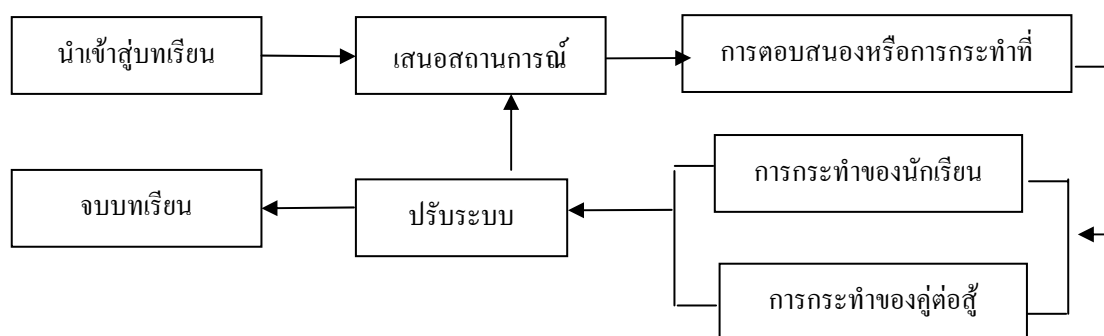 นำเข้าสู่บทเรียน
เสนอสถานการณ์
การตอบสนองหรือการกระทำที่
การกระทำของนักเรียน
จบบทเรียน
ปรับระบบ
การกระทำของคู่ต่อสู้